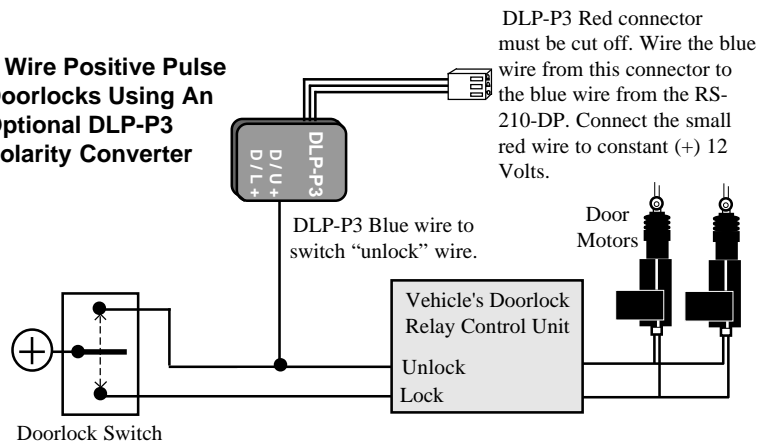 DLP-P3 Red connector
must be cut off. Wire the blue
wire from this connector to
the blue wire from the RS-
210-DP. Connect the small
red wire to constant (+) 12
Volts.
Wire Positive Pulse
oorlocks Using An
ptional DLP-P3
olarity Converter
DLP-P3
D / U +
D / L +
DLP-P3 Blue wire to
switch “unlock” wire.
Door
Motors
Vehicle's Doorlock
Relay Control Unit
Unlock
Lock
+
Doorlock Switch